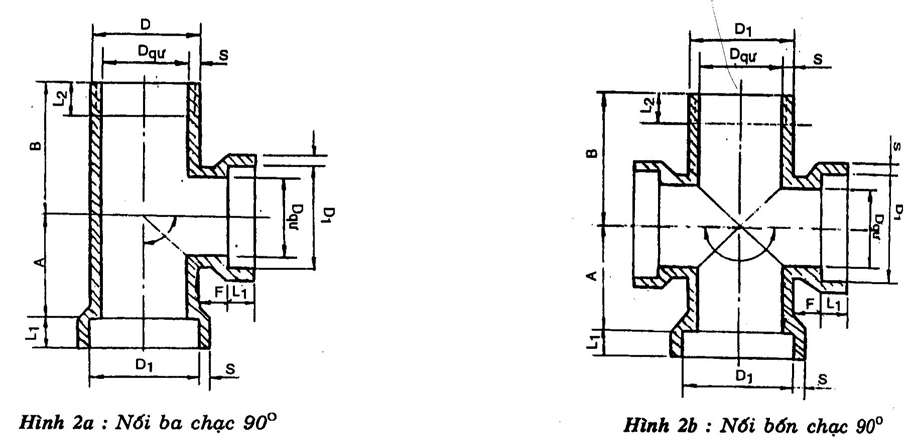 D
Dqư
S
L2
B
A
L1
D1
Dqư
F
L1
D1
S
Hình 2a : Nối ba chạc 90°
D1
Dqư
S
L2
B
A
L1
S
D1
Dqư
F
L1
D1
S
Hình 2b : Nối bốn chạc 90°